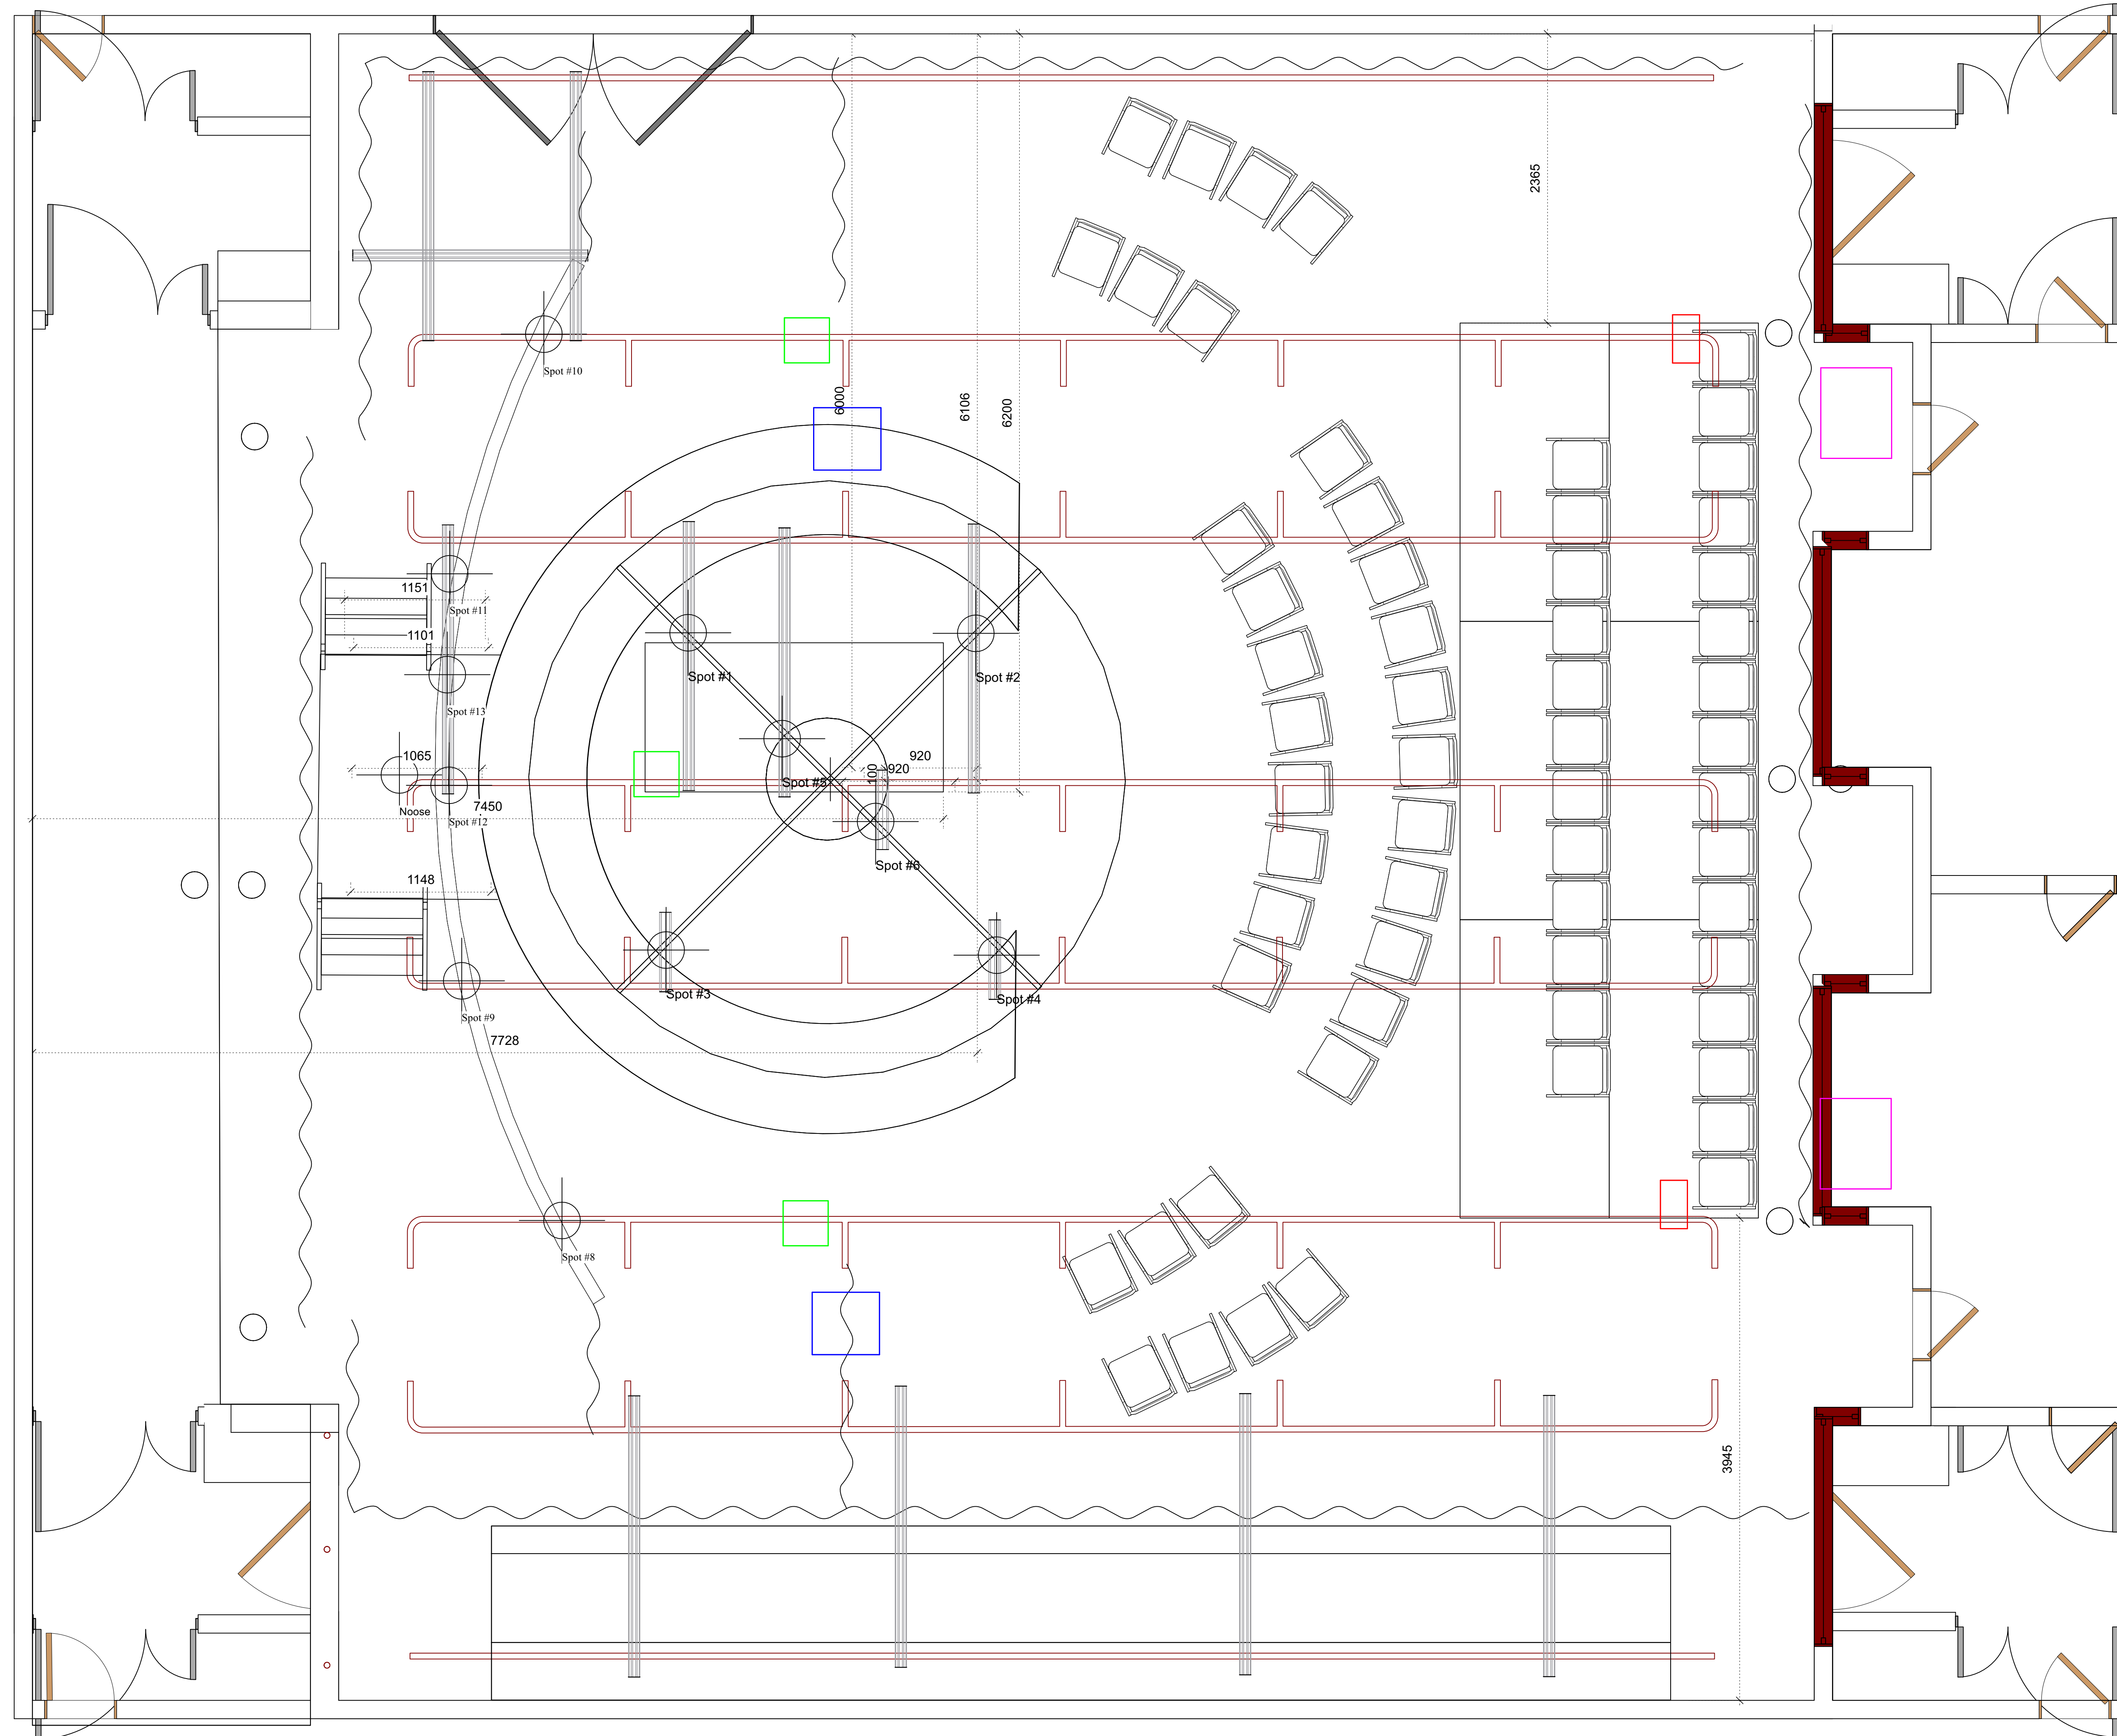 2365
Spot #10
6000
6106
6200
1151
Spot #11
1101
Spot #1
Spot #2
Spot #13
1065
920
920
100
Spot #5
7450
Noose
Spot #12
Spot #6
1148
Spot #3
Spot #4
Spot #9
7728
Spot #8
3945